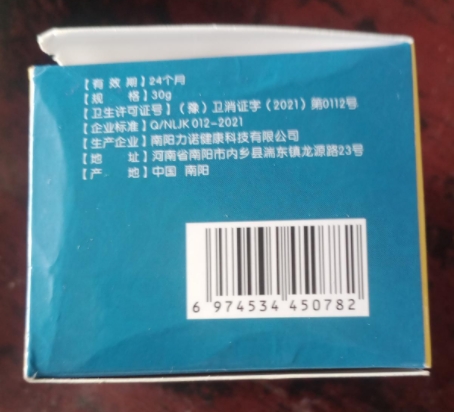 【有 效 期】24个月
【规 格】30g
【卫生许可证号】（豫）卫消证字（2021）第0112号
【企业标准】Q/NLJK 012-2021
【生产企业】南阳力诺健康科技有限公司
【地 址】河南省南阳市内乡县湍东镇龙源路23号
【产 地】中国 南阳
6 974534 450782